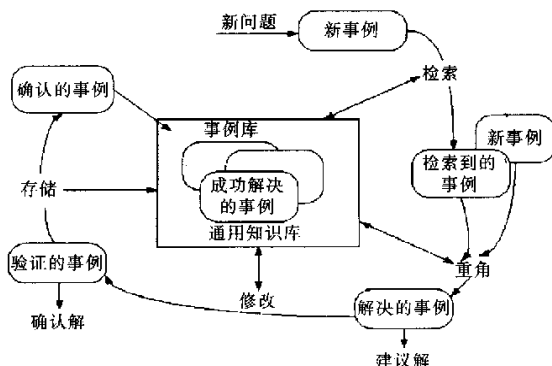 新问题
新事例
确认的事例
检索
事例库
新事例
检索到的
事例
成功解决
的事例
存储
通用知识库
验证的事例
重角
修改
解决的事例
确认解
建议解